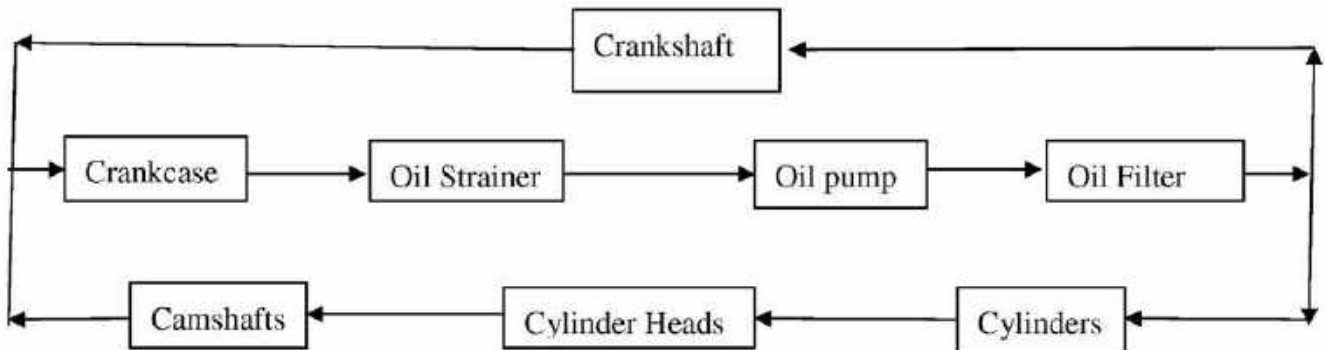 Crankshaft
Crankcase
Oil Strainer
Oil pump
Oil Filter
Camshafts
Cylinder Heads
Cylinders